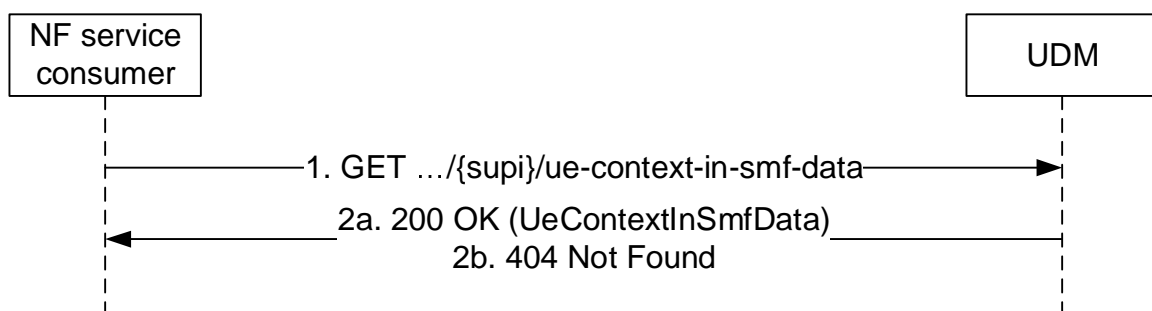 NF service
consumer
UDM
1. GET …/{supi}/ue-context-in-smf-data
2a. 200 OK (UeContextInSmfData)
2b. 404 Not Found